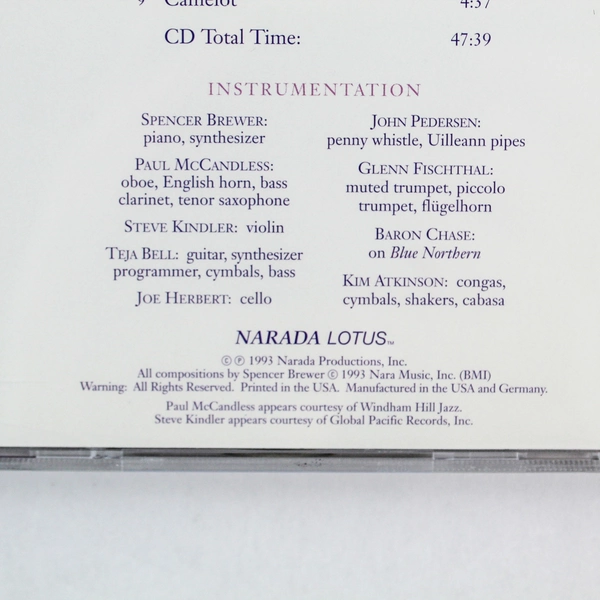 9 Camelot 4:37
CD Total Time: 47:39
INSTRUMENTATION
SPENCER BREWER:
piano, synthesizer
PAUL MCCANDLESS:
oboe, English horn, bass
clarinet, tenor saxophone
STEVE KINDLER: violin
TEJA BELL: guitar, synthesizer
programmer, cymbals, bass
JOE HERBERT: cello
JOHN PEDERSEN:
penny whistle, Uilleann pipes
GLENN FISCHTHAL:
muted trumpet, piccolo
trumpet, flügelhorn
BARON CHASE:
on Blue Northern
KIM ATKINSON: congas,
cymbals, shakers, cabasa
NARADA LOTUS™
© ℗ 1993 Narada Productions, Inc.
All compositions by Spencer Brewer © 1993 Nara Music, Inc. (BMI)
Warning: All Rights Reserved. Printed in the USA. Manufactured in the USA and Germany.
Paul McCandless appears courtesy of Windham Hill Jazz.
Steve Kindler appears courtesy of Global Pacific Records, Inc.